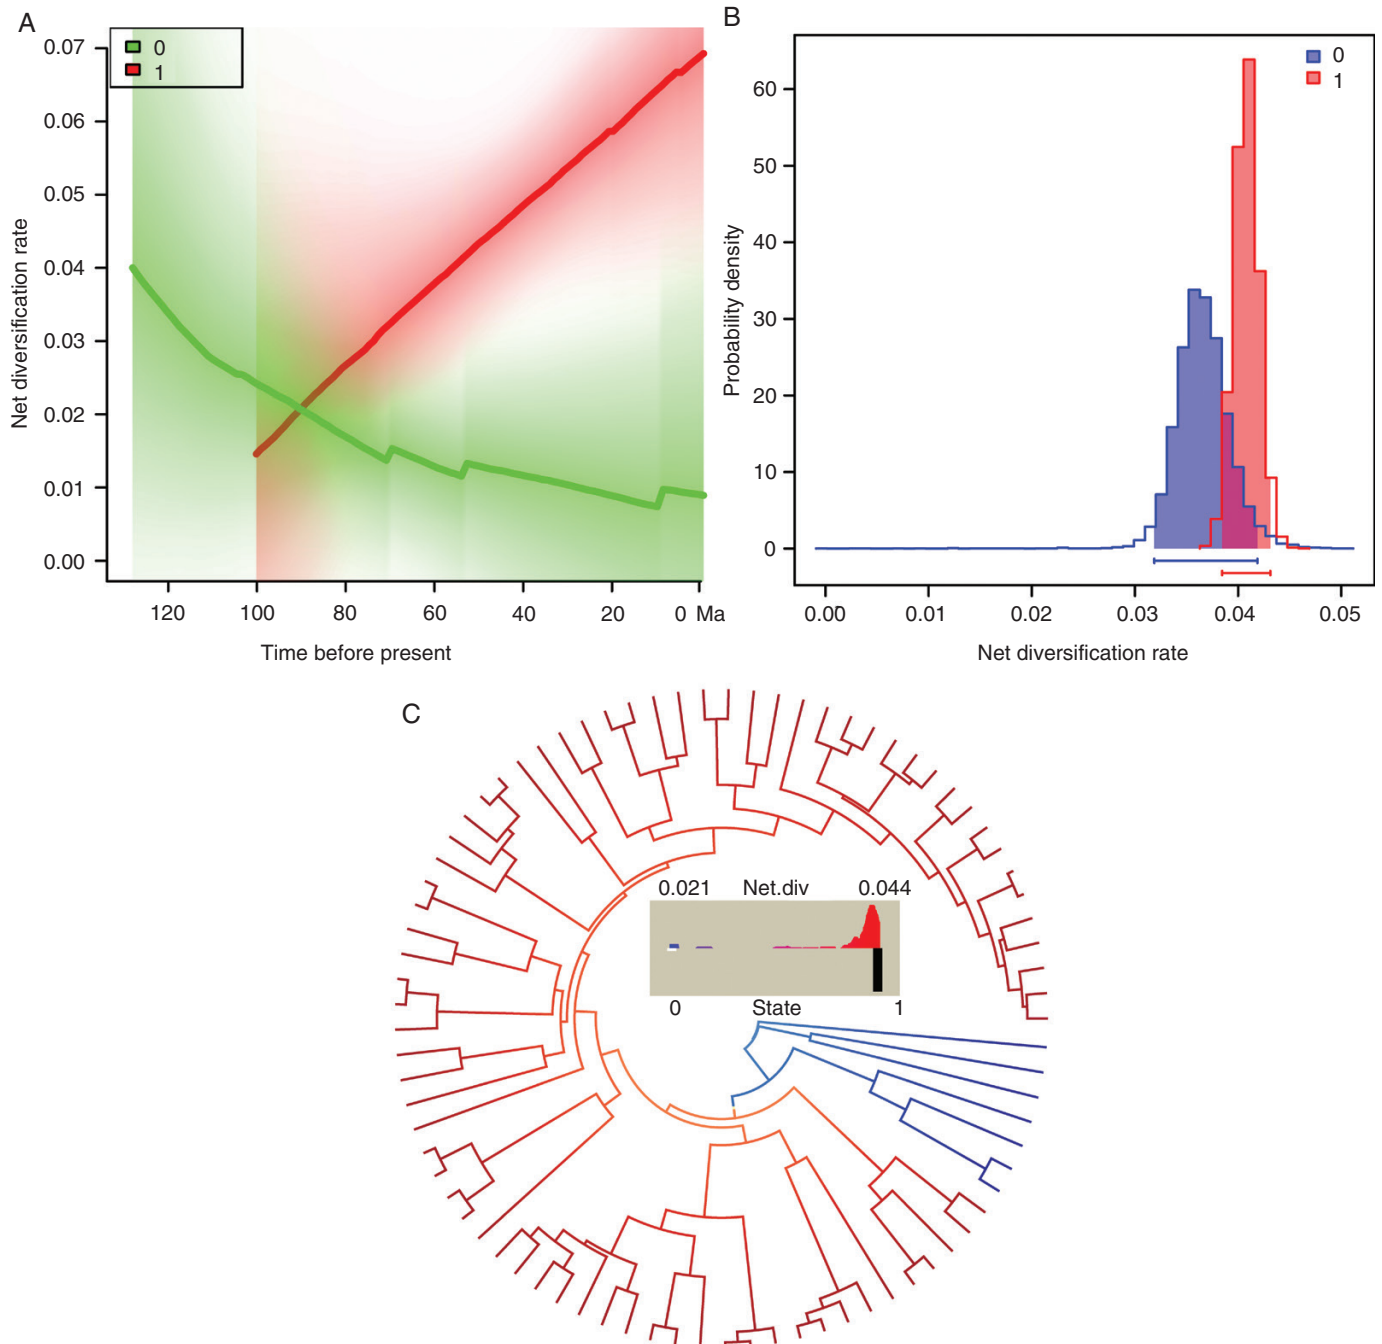 A
0
1
Net diversification rate
0.07
0.06
0.05
0.04
0.03
0.02
0.01
0.00
120 100 80 60 40 20 0 Ma
Time before present
B
0
1
Probability density
60
50
40
30
20
10
0
0.00 0.01 0.02 0.03 0.04 0.05
Net diversification rate
C
0.021 Net.div 0.044
0 State 1